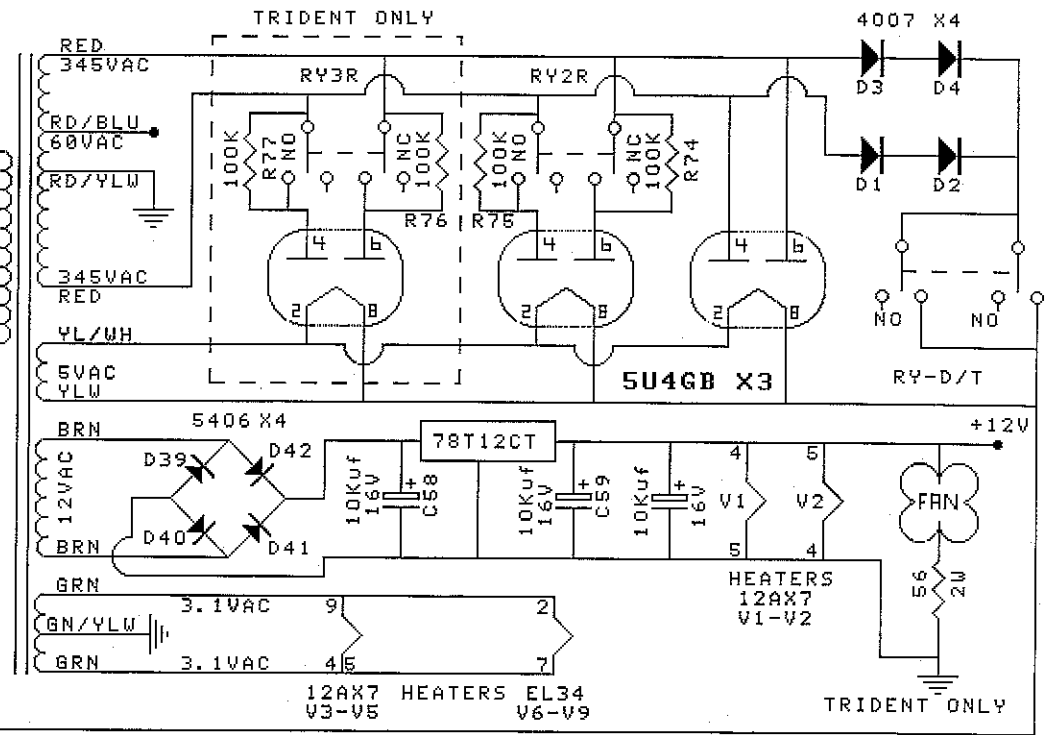 TRIDENT ONLY
4007 X4
RED
345VAC
RY3R
RY2R
D3
D4
RD/BLU
60VAC
RD/YLW
100K
R77
NO
NC
100K
R76
R75
100K
NO
NC
100K
R74
D1
D2
4
6
4
6
4
6
345VAC
RED
2
8
2
8
2
8
NO
NO
YL/WH
5VAC
YLW
5U4GB X3
RY-D/T
BRN
5406 X4
12VAC
D39
D42
78T12CT
+12V
10Kuf
16V
+
C58
10Kuf
16V
+
C59
10Kuf
+
16V
4
V1
5
5
V2
4
FAN
D40
D41
BRN
56
2W
HEATERS
12AX7
V1-V2
GRN
3.1VAC
9
2
GN/YLW
GRN
3.1VAC
4
5
7
12AX7 HEATERS EL34
V3-V5
V6-V9
TRIDENT ONLY